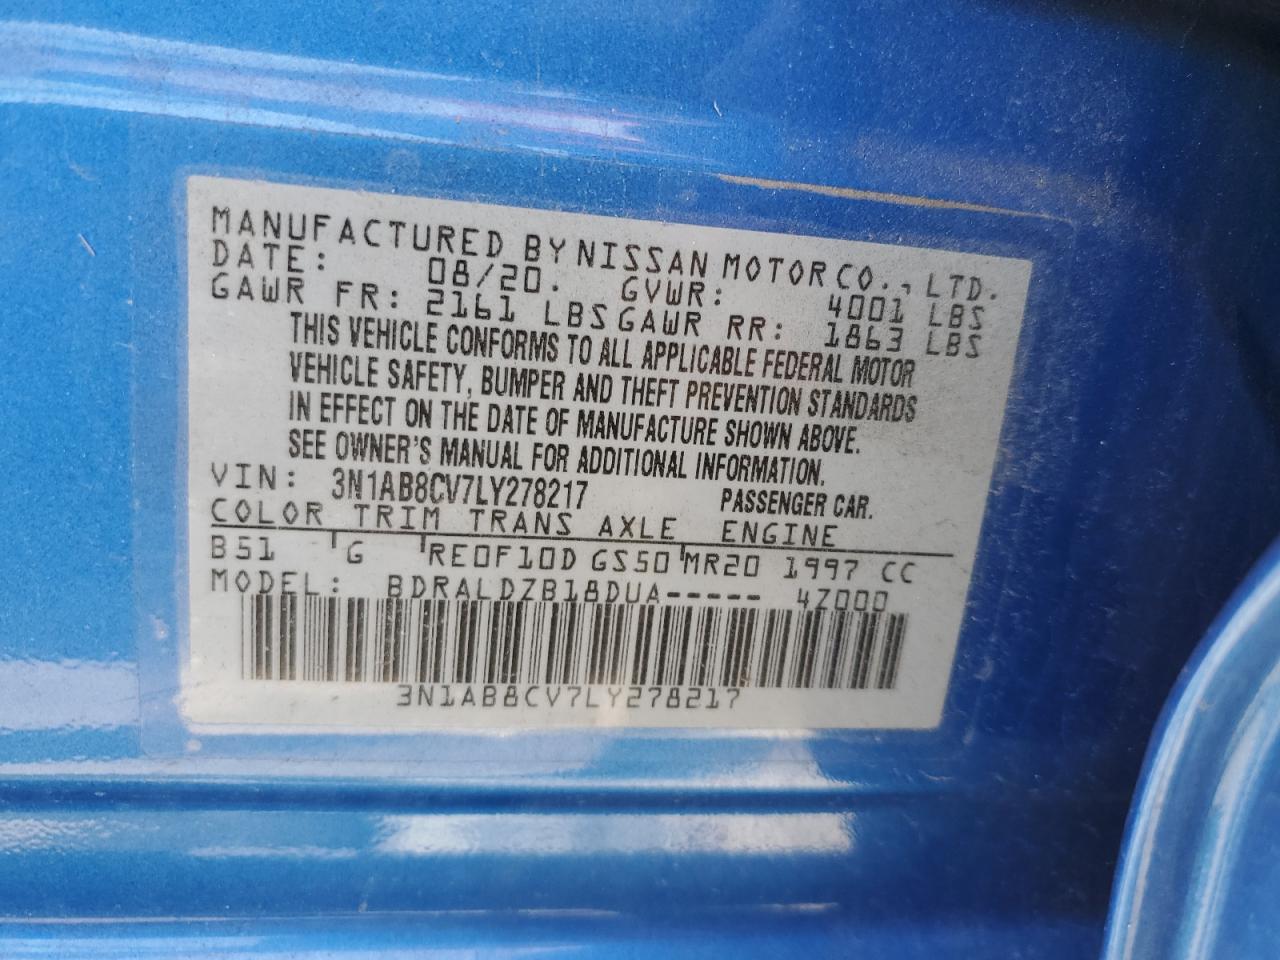 MANUFACTURED BY NISSAN MOTOR CO., LTD.
DATE: 08/20. GVWR: 4001 LBS
GAWR FR: 2161 LBS GAWR RR: 1863 LBS
THIS VEHICLE CONFORMS TO ALL APPLICABLE FEDERAL MOTOR
VEHICLE SAFETY, BUMPER AND THEFT PREVENTION STANDARDS
IN EFFECT ON THE DATE OF MANUFACTURE SHOWN ABOVE.
SEE OWNER'S MANUAL FOR ADDITIONAL INFORMATION.
VIN: 3N1AB8CV7LY278217 PASSENGER CAR.
COLOR TRIM TRANS AXLE ENGINE
B51 G RE0F10D GS50 MR20 1997 CC
MODEL: BDRALDZB18DUA----- 4Z000
3N1AB8CV7LY278217